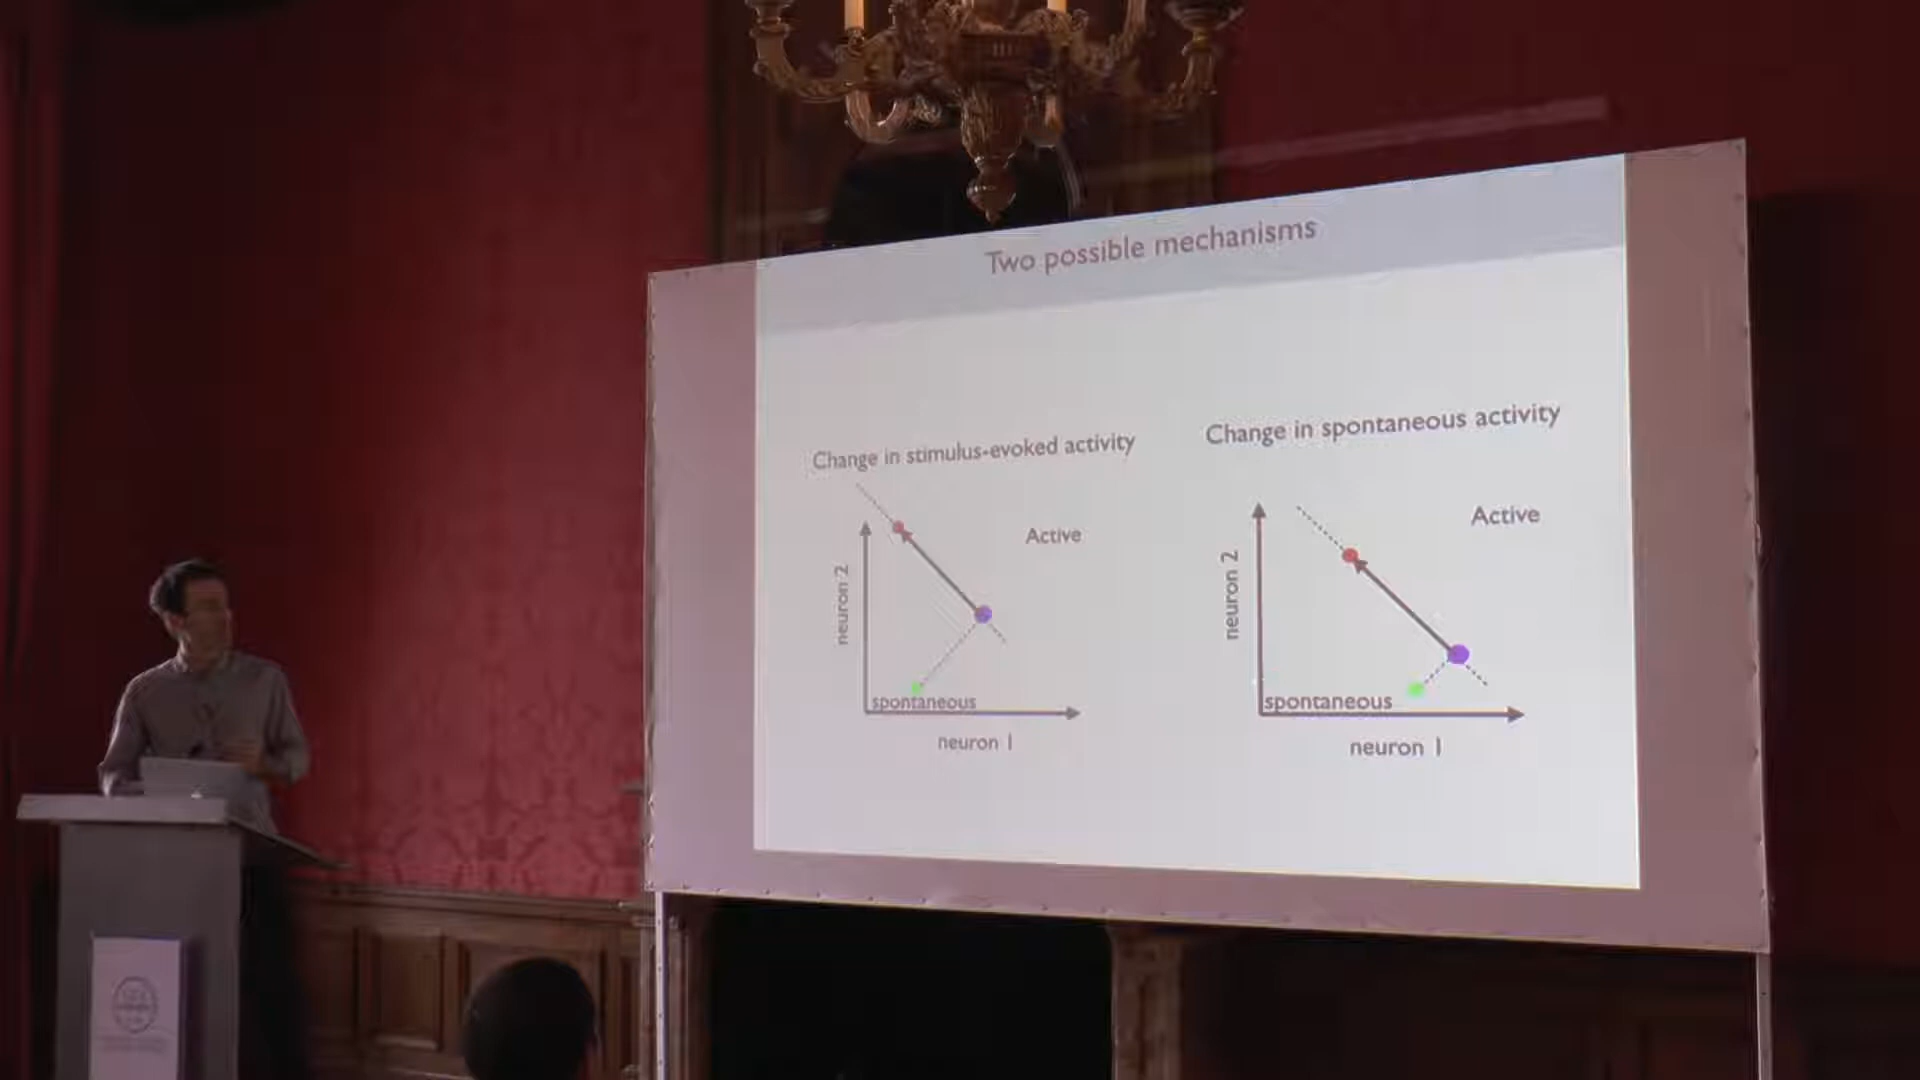 Two possible mechanisms
Change in stimulus-evoked activity
Active
neuron 2
spontaneous
neuron 1
Change in spontaneous activity
Active
neuron 2
spontaneous
neuron 1